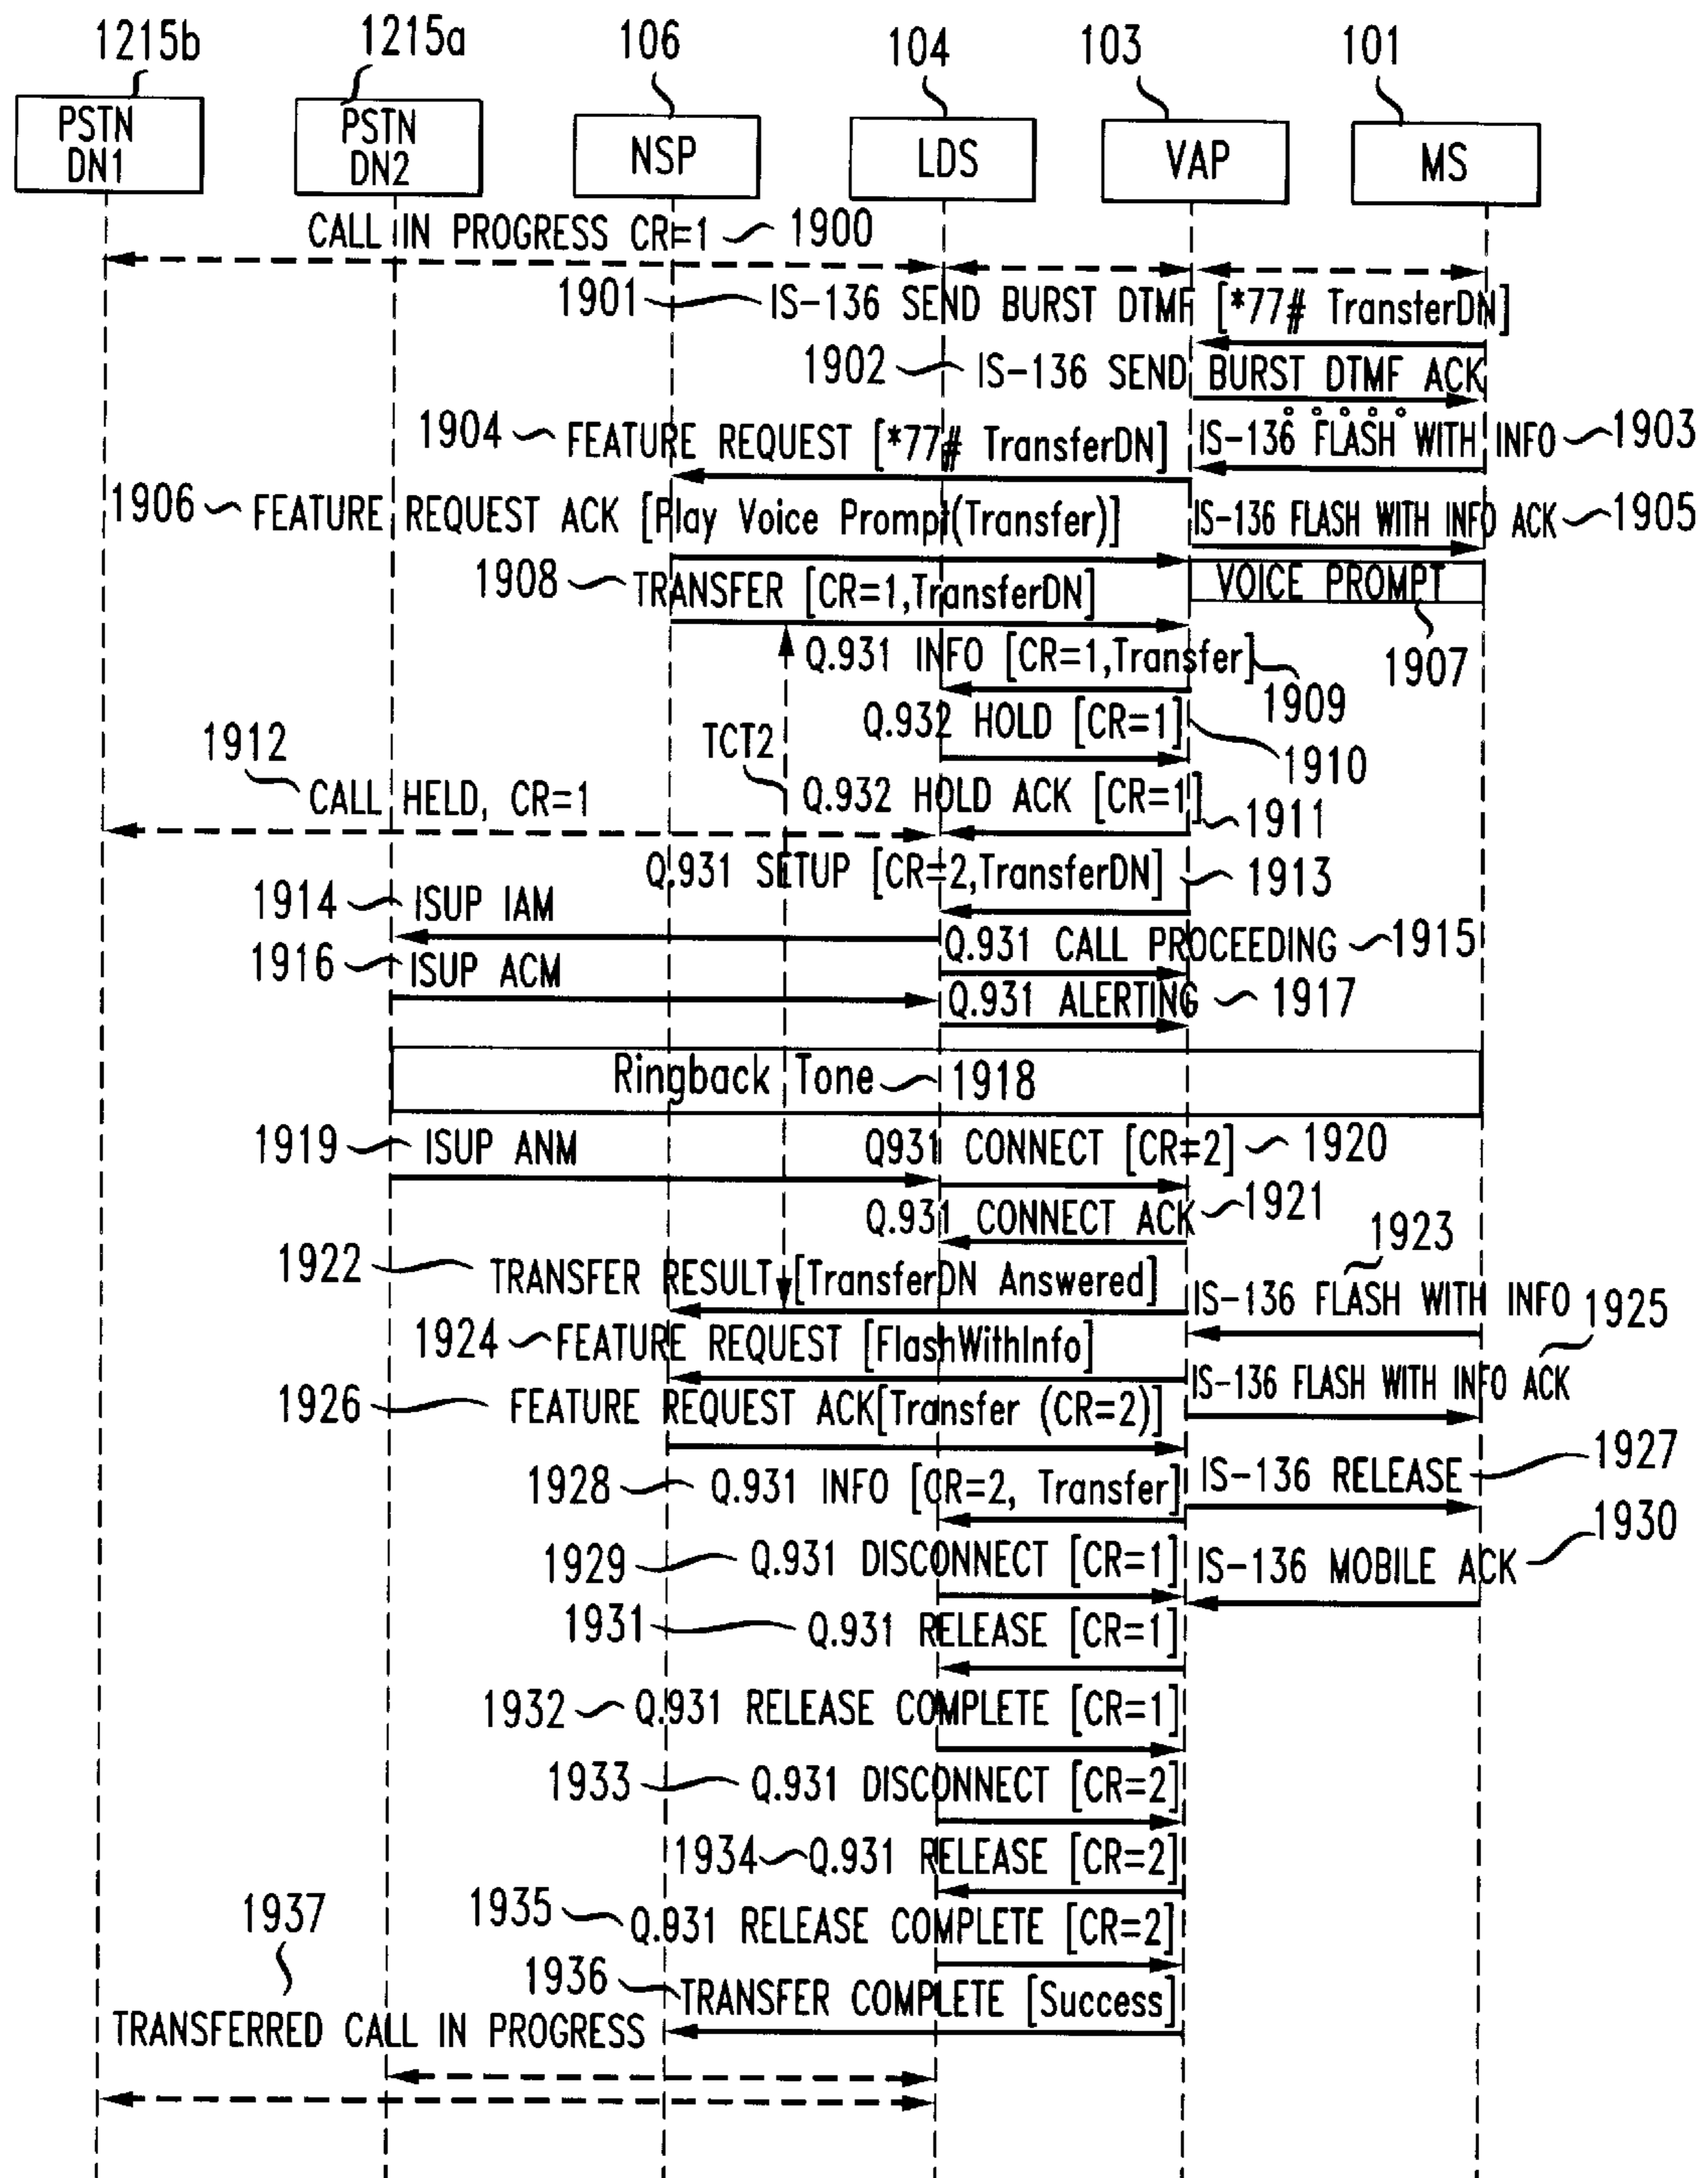 1215b 1215a 106 104 103 101
PSTN DN1
PSTN DN2
NSP
LDS
VAP
MS
CALL IN PROGRESS CR=1 1900
1901 IS-136 SEND BURST DTMF [*77# TransferDN]
1902 IS-136 SEND BURST DTMF ACK
1904 FEATURE REQUEST [*77# TransferDN] IS-136 FLASH WITH INFO 1903
1906 FEATURE REQUEST ACK [Play Voice Prompt(Transfer)] IS-136 FLASH WITH INFO ACK 1905
1908 TRANSFER [CR=1,TransferDN] VOICE PROMPT
1907
Q.931 INFO [CR=1,Transfer] 1909
Q.932 HOLD [CR=1] 1910
1912 TCT2
CALL HELD, CR=1 Q.932 HOLD ACK [CR=1] 1911
Q.931 SETUP [CR=2,TransferDN] 1913
1914 ISUP IAM
Q.931 CALL PROCEEDING 1915
1916 ISUP ACM
Q.931 ALERTING 1917
Ringback Tone 1918
1919 ISUP ANM Q931 CONNECT [CR=2] 1920
Q.931 CONNECT ACK 1921
1922 TRANSFER RESULT [TransferDN Answered] 1923 IS-136 FLASH WITH INFO
1924 FEATURE REQUEST [FlashWithInfo] 1925 IS-136 FLASH WITH INFO ACK
1926 FEATURE REQUEST ACK[Transfer (CR=2)]
1928 Q.931 INFO [CR=2, Transfer] IS-136 RELEASE 1927
1929 Q.931 DISCONNECT [CR=1] IS-136 MOBILE ACK 1930
1931 Q.931 RELEASE [CR=1]
1932 Q.931 RELEASE COMPLETE [CR=1]
1933 Q.931 DISCONNECT [CR=2]
1934 Q.931 RELEASE [CR=2]
1935 Q.931 RELEASE COMPLETE [CR=2]
1936 TRANSFER COMPLETE [Success]
1937
TRANSFERRED CALL IN PROGRESS